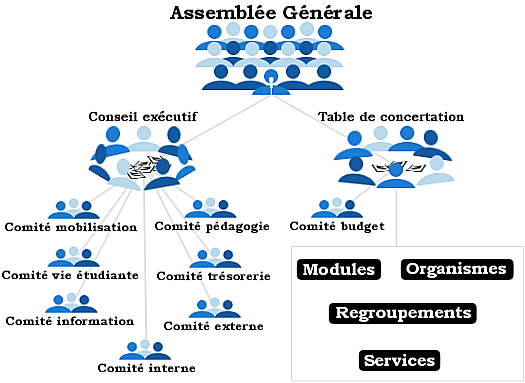 Assemblée Générale
Conseil exécutif
Table de concertation
Comité mobilisation
Comité pédagogie
Comité budget
Comité vie étudiante
Comité trésorerie
Comité information
Comité externe
Comité interne
Modules
Organismes
Regroupements
Services